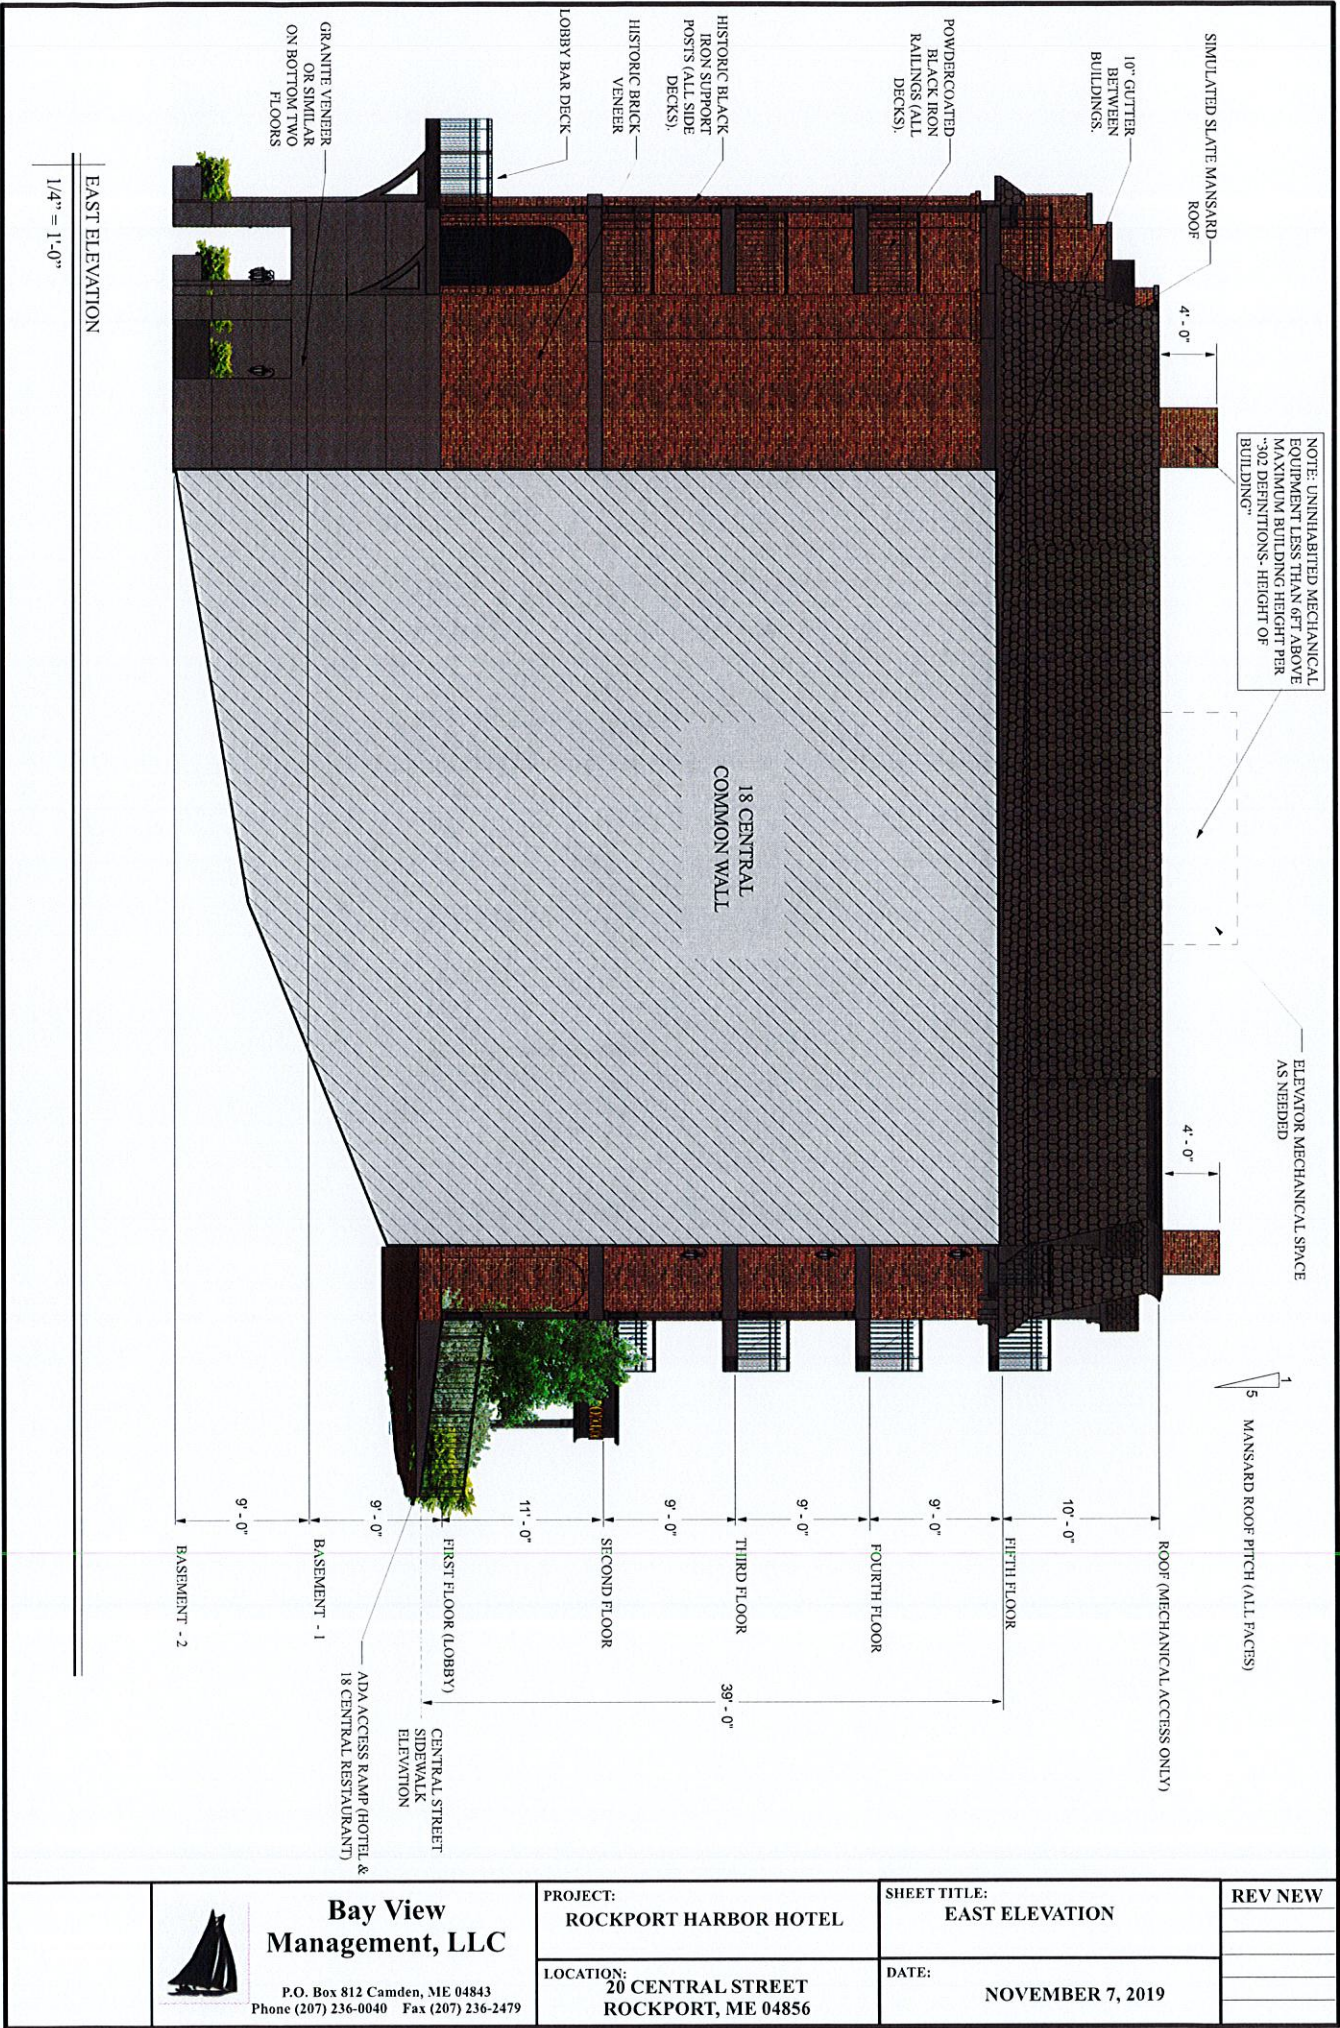 SIMULATED SLATE MANSARD
ROOF
10" GUTTER
BETWEEN
BUILDINGS.
POWDERCOATED
BLACK IRON
RAILINGS (ALL
DECKS).
HISTORIC BLACK
IRON SUPPORT
POSTS (ALL SIDE
DECKS).
HISTORIC BRICK
VENEER
LOBBY BAR DECK
GRANITE VENEER
OR SIMILAR
ON BOTTOM TWO
FLOORS
4' - 0"
NOTE: UNINHABITED MECHANICAL
EQUIPMENT LESS THAN 6FT ABOVE
MAXIMUM BUILDING HEIGHT PER
"302 DEFINITIONS- HEIGHT OF
BUILDING"
ELEVATOR MECHANICAL SPACE
AS NEEDED
4' - 0"
1
5
MANSARD ROOF PITCH (ALL FACES)
18 CENTRAL
COMMON WALL
ROOF (MECHANICAL ACCESS ONLY)
10' - 0"
FIFTH FLOOR
9' - 0"
FOURTH FLOOR
9' - 0"
THIRD FLOOR
9' - 0"
SECOND FLOOR
11' - 0"
FIRST FLOOR (LOBBY)
9' - 0"
BASEMENT - 1
9' - 0"
BASEMENT - 2
39' - 0"
CENTRAL STREET
SIDEWALK
ELEVATION
ADA ACCESS RAMP (HOTEL &
18 CENTRAL RESTAURANT)
EAST ELEVATION
1/4" = 1'-0"
Bay View
Management, LLC
P.O. Box 812 Camden, ME 04843
Phone (207) 236-0040 Fax (207) 236-2479
PROJECT:
ROCKPORT HARBOR HOTEL
LOCATION:
20 CENTRAL STREET
ROCKPORT, ME 04856
SHEET TITLE:
EAST ELEVATION
DATE:
NOVEMBER 7, 2019
REV NEW